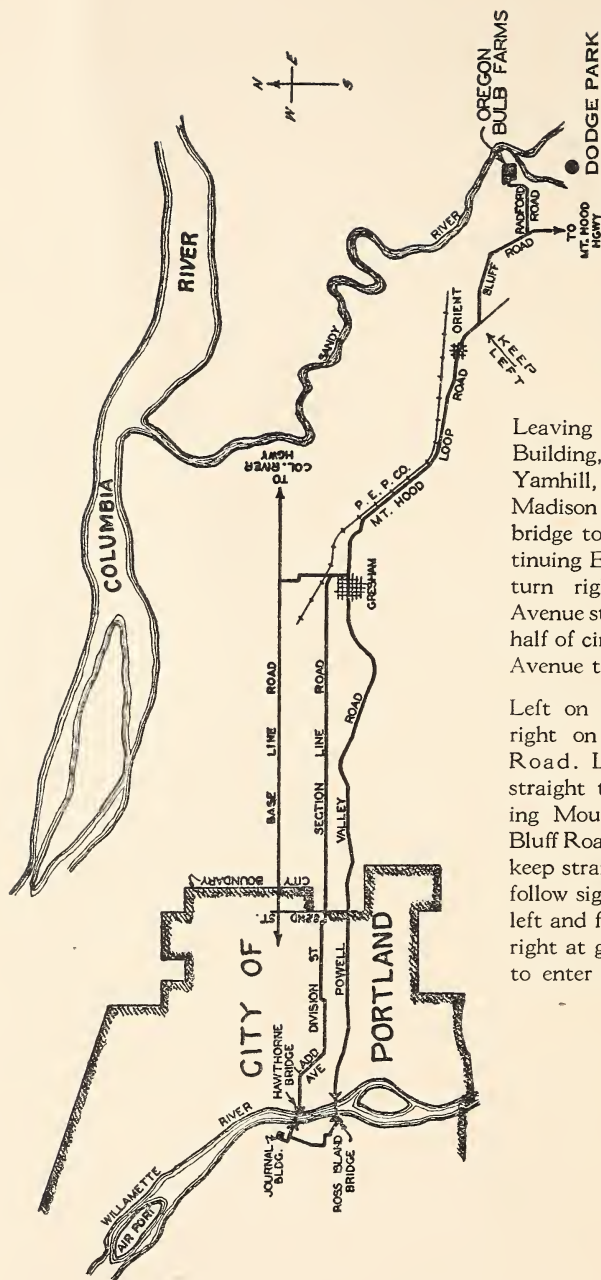 COLUMBIA
RIVER
N
W E
S
OREGON
BULB FARMS
DODGE PARK
RADFORD
ROAD
TO
MT. HOOD
HGWY
BLUFF
ROAD
KEEP
LEFT
ORIENT
SANDY
RIVER
TO
COL. RIVER
HGWY
P. E. P. CO.
MT. HOOD
LOOP
ROAD
GRESHAM
BASE LINE ROAD
SECTION LINE ROAD
POWELL VALLEY ROAD
CITY
BOUNDARY
82ND
ST.
CITY OF
PORTLAND
DIVISION ST
LADD
AVE
HAWTHORNE
BRIDGE
JOURNAL
BLDG.
ROSS ISLAND
BRIDGE
WILLAMETTE RIVER
AIR PORT
Leaving
Building,
Yamhill,
Madison
bridge to
tinuing E
turn rig
Avenue st
half of cir
Avenue t
Left on
right on
Road. L
straight t
ing Mou
Bluff Roa
keep strai
follow sig
left and f
right at g
to enter